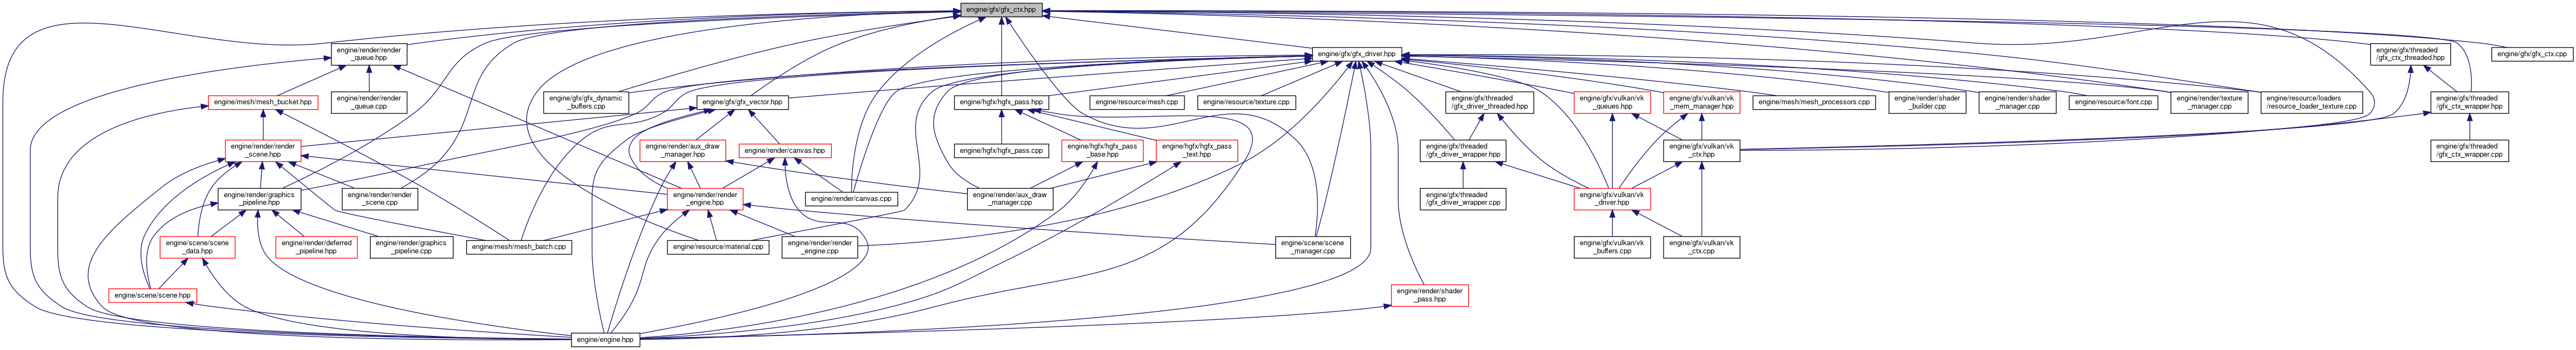 engine/gfx/gfx_ctx.hpp
engine/render/render
_queue.hpp
engine/gfx/gfx_driver.hpp
engine/gfx/threaded
/gfx_ctx_threaded.hpp
engine/gfx/gfx_ctx.cpp
engine/mesh/mesh_bucket.hpp
engine/render/render
_queue.cpp
engine/gfx/gfx_dynamic
_buffers.cpp
engine/gfx/gfx_vector.hpp
engine/hgfx/hgfx_pass.hpp
engine/resource/mesh.cpp
engine/resource/texture.cpp
engine/gfx/threaded
/gfx_driver_threaded.hpp
engine/gfx/vulkan/vk
_queues.hpp
engine/gfx/vulkan/vk
_mem_manager.hpp
engine/mesh/mesh_processors.cpp
engine/render/shader
_builder.cpp
engine/render/shader
_manager.cpp
engine/resource/font.cpp
engine/render/texture
_manager.cpp
engine/resource/loaders
/resource_loader_texture.cpp
engine/gfx/threaded
/gfx_ctx_wrapper.hpp
engine/render/render
_scene.hpp
engine/render/aux_draw
_manager.hpp
engine/render/canvas.hpp
engine/hgfx/hgfx_pass.cpp
engine/hgfx/hgfx_pass
_base.hpp
engine/hgfx/hgfx_pass
_text.hpp
engine/gfx/threaded
/gfx_driver_wrapper.hpp
engine/gfx/vulkan/vk
_ctx.hpp
engine/gfx/threaded
/gfx_ctx_wrapper.cpp
engine/render/graphics
_pipeline.hpp
engine/render/render
_scene.cpp
engine/render/render
_engine.hpp
engine/render/canvas.cpp
engine/render/aux_draw
_manager.cpp
engine/gfx/threaded
/gfx_driver_wrapper.cpp
engine/gfx/vulkan/vk
_driver.hpp
engine/scene/scene
_data.hpp
engine/render/deferred
_pipeline.hpp
engine/render/graphics
_pipeline.cpp
engine/mesh/mesh_batch.cpp
engine/resource/material.cpp
engine/render/render
_engine.cpp
engine/scene/scene
_manager.cpp
engine/gfx/vulkan/vk
_buffers.cpp
engine/gfx/vulkan/vk
_ctx.cpp
engine/scene/scene.hpp
engine/render/shader
_pass.hpp
engine/engine.hpp